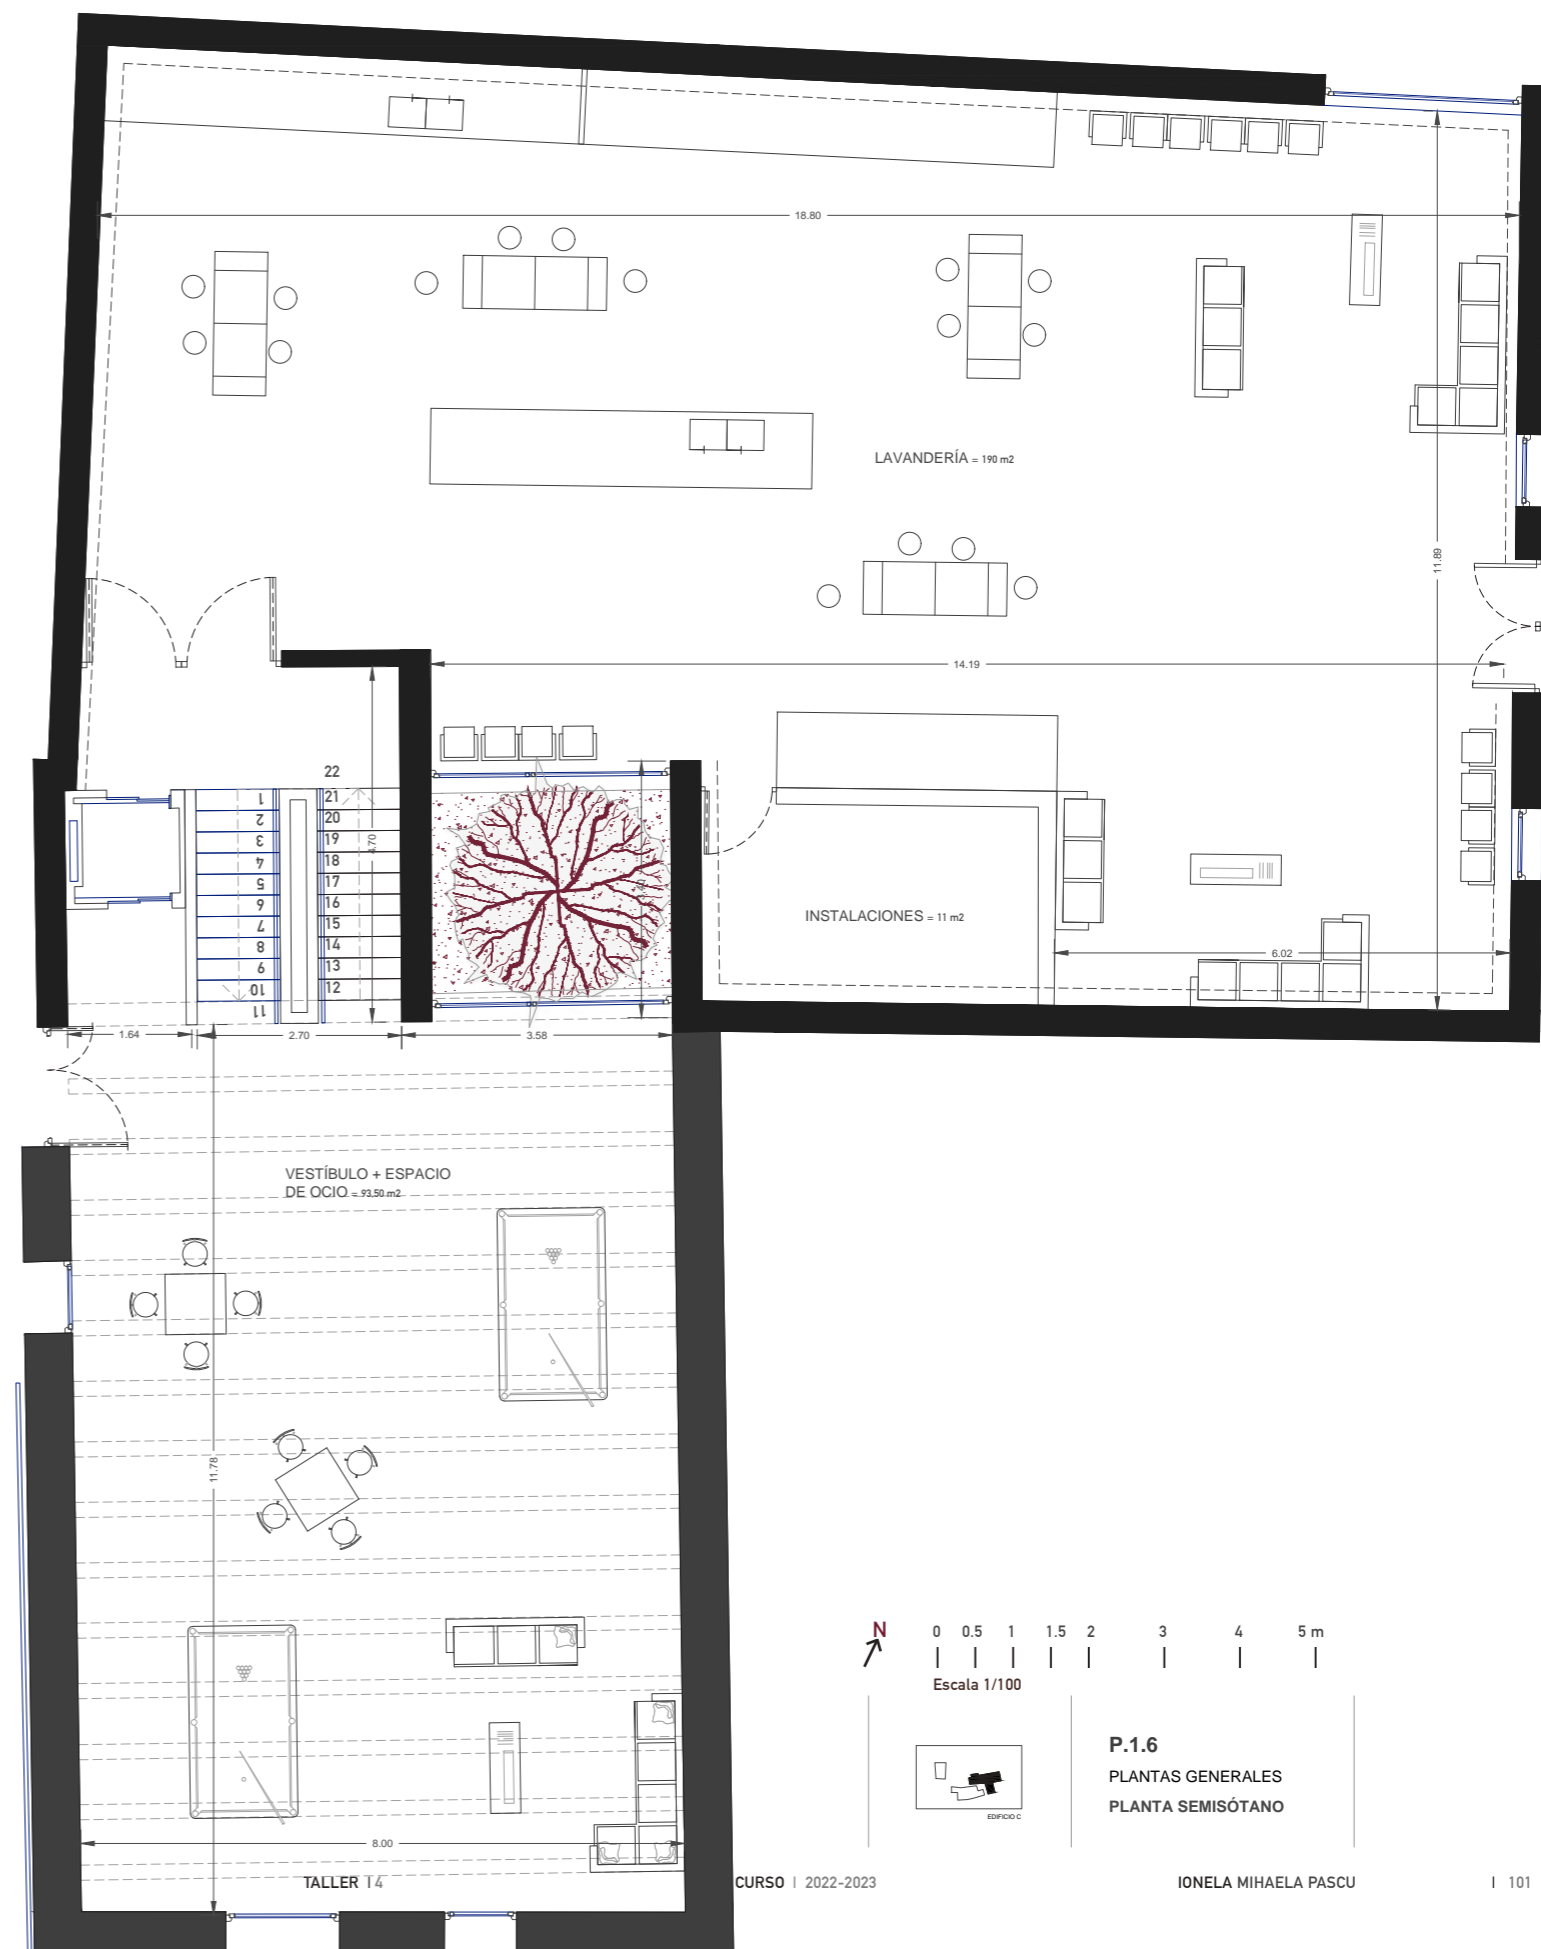 18.80
LAVANDERÍA = 190 m2
11.89
14.19
22
1 21
2 20
3 19
4 18
5 17
6 16
7 15
8 14
9 13
10 12
11
4.70
INSTALACIONES = 11 m2
6.02
1.64
2.70
3.58
VESTÍBULO + ESPACIO
DE OCIO = 93,50 m2
11.78
8.00
N
0 0.5 1 1.5 2 3 4 5 m
Escala 1/100
EDIFICIO C
P.1.6
PLANTAS GENERALES
PLANTA SEMISÓTANO
TALLER I 4
CURSO I 2022-2023
IONELA MIHAELA PASCU
I 101